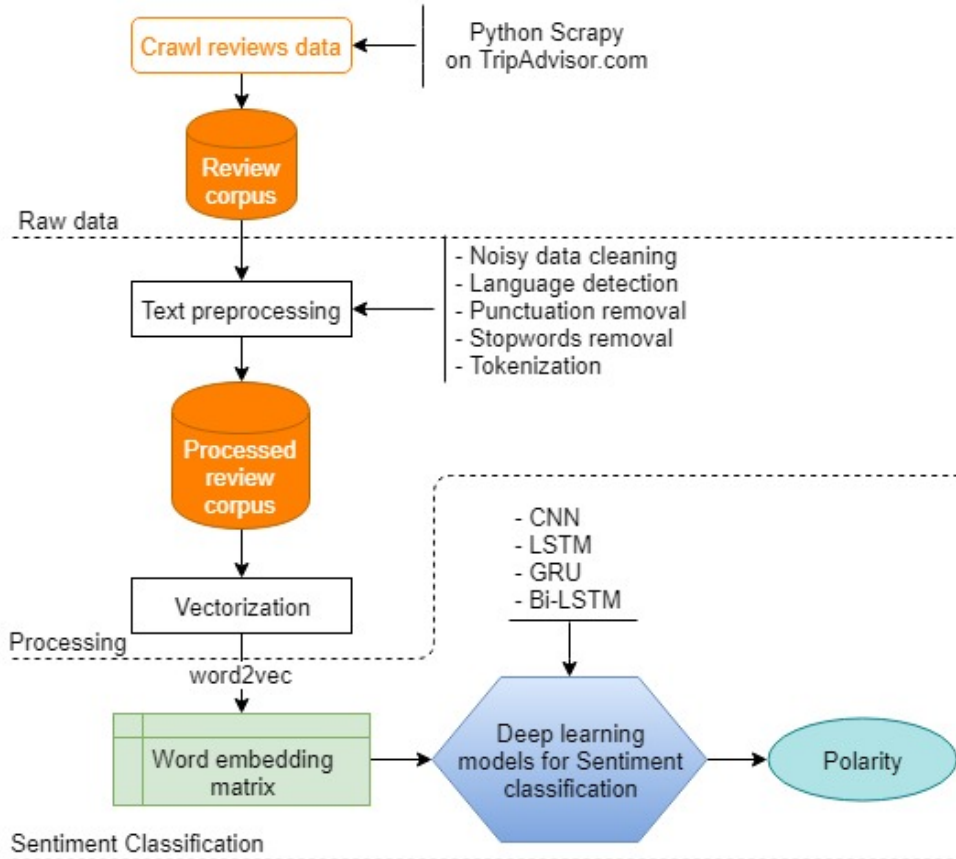 Crawl reviews data
Python Scrapy
on TripAdvisor.com
Review
corpus
Raw data
Text preprocessing
- Noisy data cleaning
- Language detection
- Punctuation removal
- Stopwords removal
- Tokenization
Processed
review
corpus
- CNN
- LSTM
- GRU
- Bi-LSTM
Vectorization
Processing
word2vec
Word embedding
matrix
Deep learning
models for Sentiment
classification
Polarity
Sentiment Classification